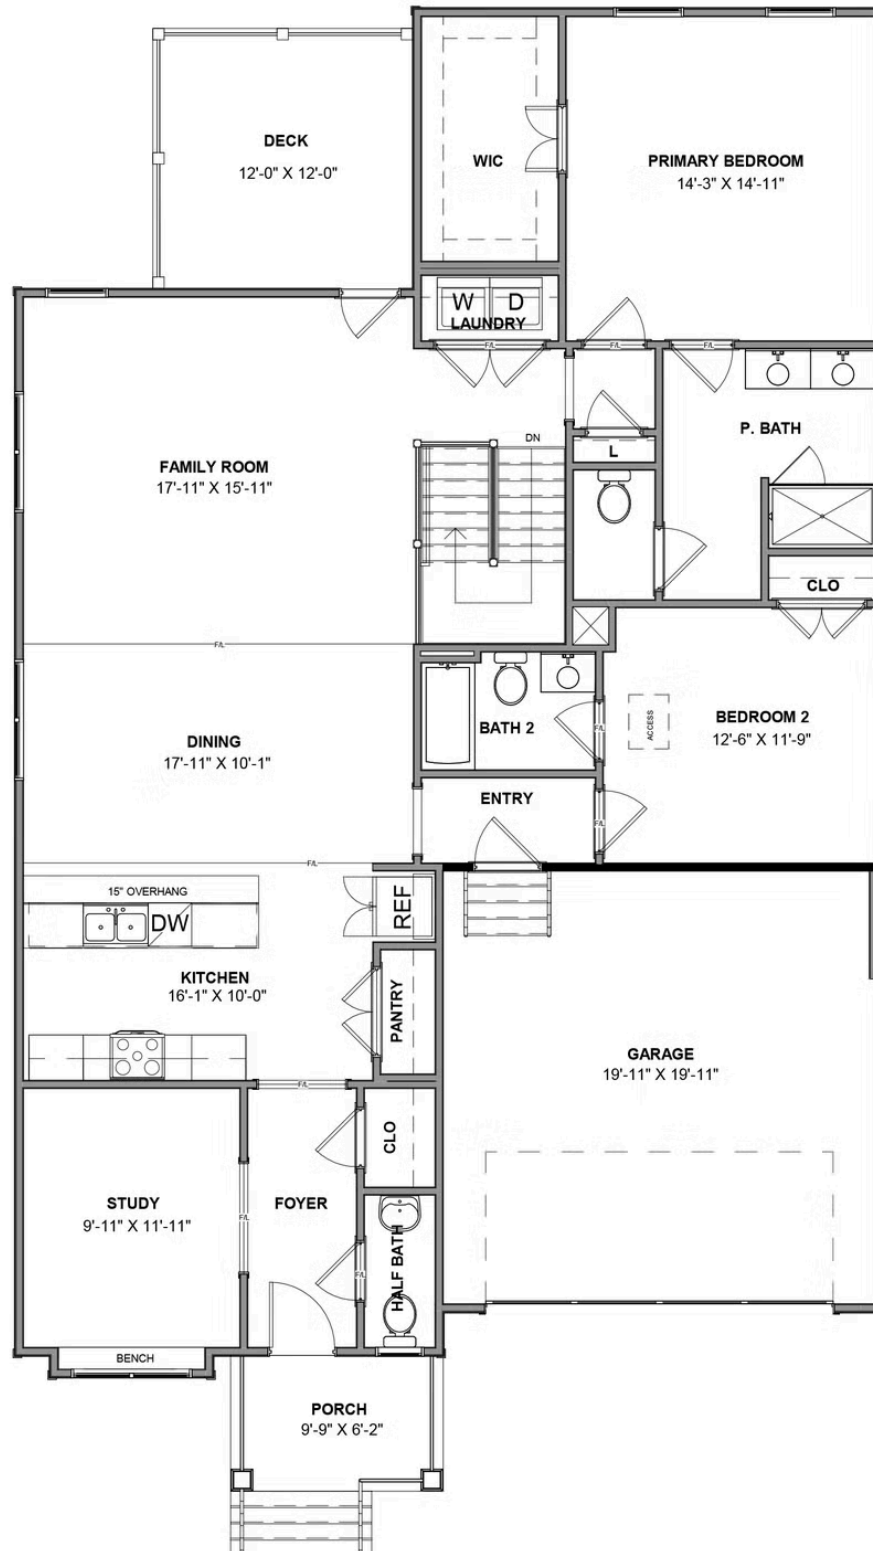 DECK
12'-0" X 12'-0"
WIC
PRIMARY BEDROOM
14'-3" X 14'-11"
W D
LAUNDRY
F/L
F/L
F/L
P. BATH
DN
L
FAMILY ROOM
17'-11" X 15'-11"
CLO
F/L
BATH 2
F/L
ACCESS
BEDROOM 2
12'-6" X 11'-9"
DINING
17'-11" X 10'-1"
ENTRY
F/L
F/L
15" OVERHANG
DW
REF
KITCHEN
16'-1" X 10'-0"
PANTRY
GARAGE
19'-11" X 19'-11"
F/L
CLO
STUDY
9'-11" X 11'-11"
F/L
FOYER
HALF BATH
F/L
BENCH
PORCH
9'-9" X 6'-2"